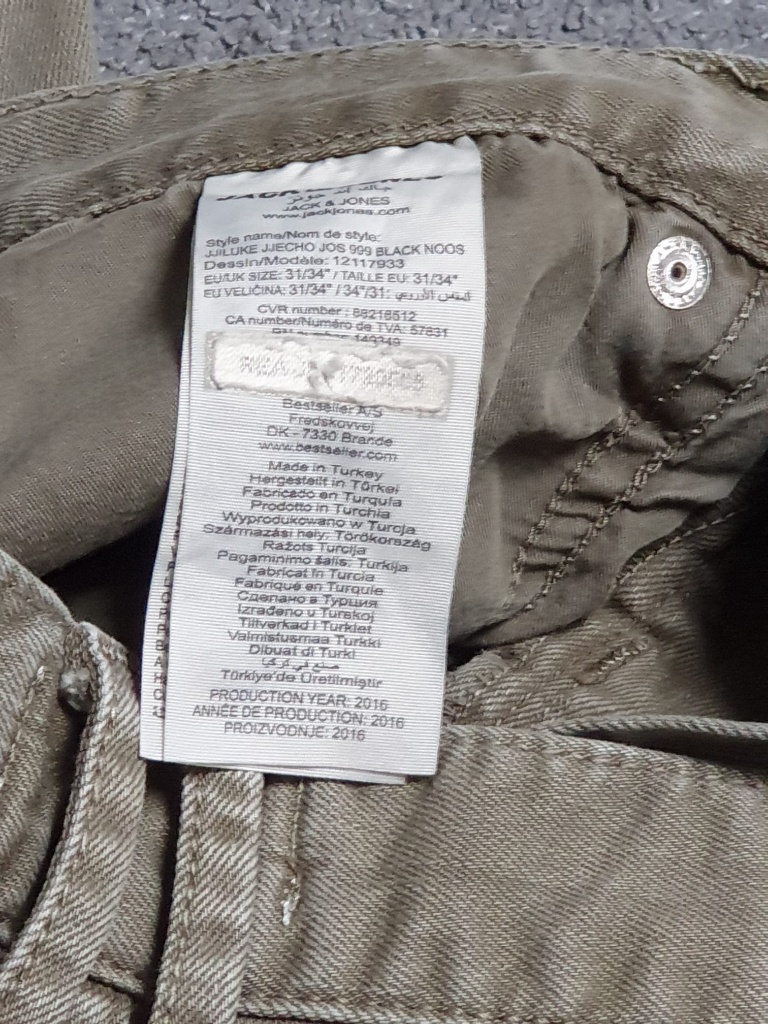 JACK & JONES
www.jackjones.com
Style name/Nom de style:
JJILUKE JJECHO JOS 999 BLACK NOOS
Dessin/Modèle: 12117933
EU/UK SIZE: 31/34" / TAILLE EU: 31/34"
EU VELIČINA: 31/34" / 34"/31:
CVR number : 88216512
CA number/Numéro de TVA: 57831
RN number 149349
Bestseller A/S
Fredskovvej
DK - 7330 Brande
www.bestseller.com
Made in Turkey
Hergestellt in Türkei
Fabricado en Turquía
Prodotto in Turchia
Wyprodukowano w Turcja
Származási hely: Törökország
Ražots Turcija
Pagaminimo šalis: Turkija
Fabricat în Turcia
Fabriqué en Turquie
Сделано в Турция
Izrađeno u Turskoj
Tillverkad i Turkiet
Valmistusmaa Turkki
Dibuat di Turki
صنع في تركيا
Türkiye'de Üretilmiştir
PRODUCTION YEAR: 2016
ANNÉE DE PRODUCTION: 2016
PROIZVODNJE: 2016